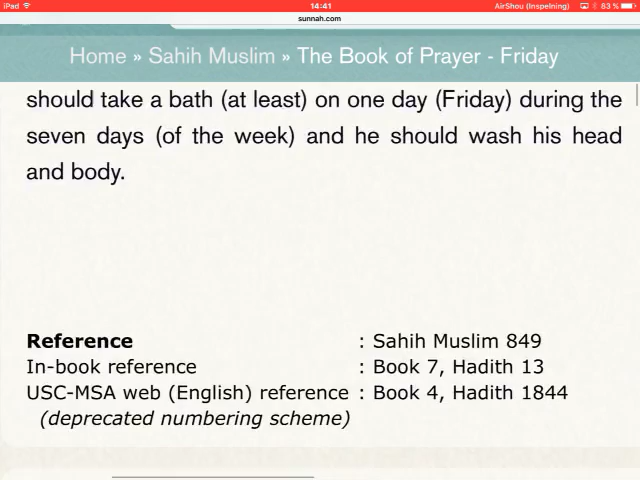 iPad 14:41 AirShou (Inspelning) 83 %
sunnah.com
Home » Sahih Muslim » The Book of Prayer - Friday
should take a bath (at least) on one day (Friday) during the
seven days (of the week) and he should wash his head
and body.
Reference : Sahih Muslim 849
In-book reference : Book 7, Hadith 13
USC-MSA web (English) reference : Book 4, Hadith 1844
(deprecated numbering scheme)